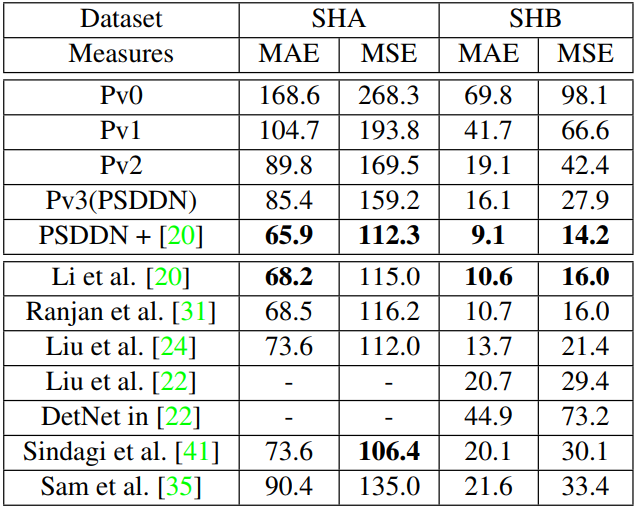 Dataset SHA SHB
Measures MAE MSE MAE MSE
Pv0 168.6 268.3 69.8 98.1
Pv1 104.7 193.8 41.7 66.6
Pv2 89.8 169.5 19.1 42.4
Pv3(PSDDN) 85.4 159.2 16.1 27.9
PSDDN + [20] 65.9 112.3 9.1 14.2
Li et al. [20] 68.2 115.0 10.6 16.0
Ranjan et al. [31] 68.5 116.2 10.7 16.0
Liu et al. [24] 73.6 112.0 13.7 21.4
Liu et al. [22] - - 20.7 29.4
DetNet in [22] - - 44.9 73.2
Sindagi et al. [41] 73.6 106.4 20.1 30.1
Sam et al. [35] 90.4 135.0 21.6 33.4